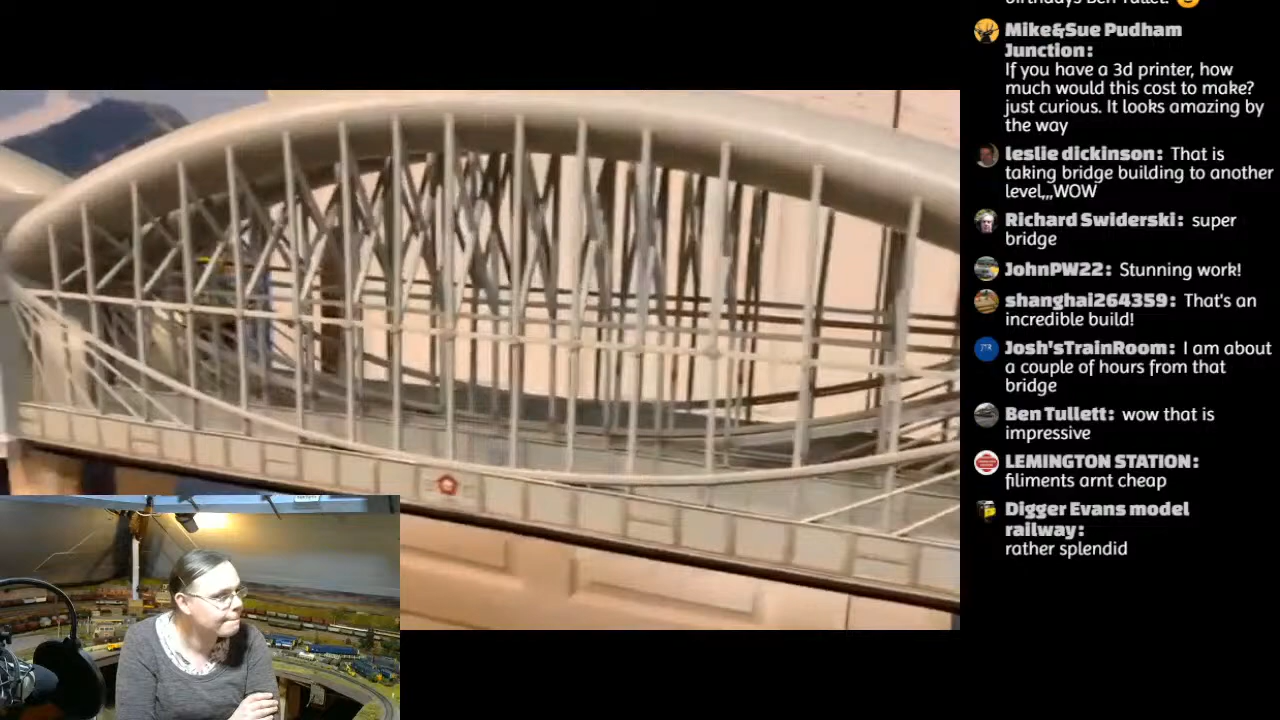 birthdays Ben Tullet.
Mike&Sue Pudham
Junction:
If you have a 3d printer, how
much would this cost to make?
just curious. It looks amazing by
the way
leslie dickinson: That is
taking bridge building to another
level,,,WOW
Richard Swiderski: super
bridge
JohnPW22: Stunning work!
shanghai264359: That's an
incredible build!
Josh'sTrainRoom: I am about
a couple of hours from that
bridge
Ben Tullett: wow that is
impressive
LEMINGTON STATION:
filiments arnt cheap
Digger Evans model
railway:
rather splendid